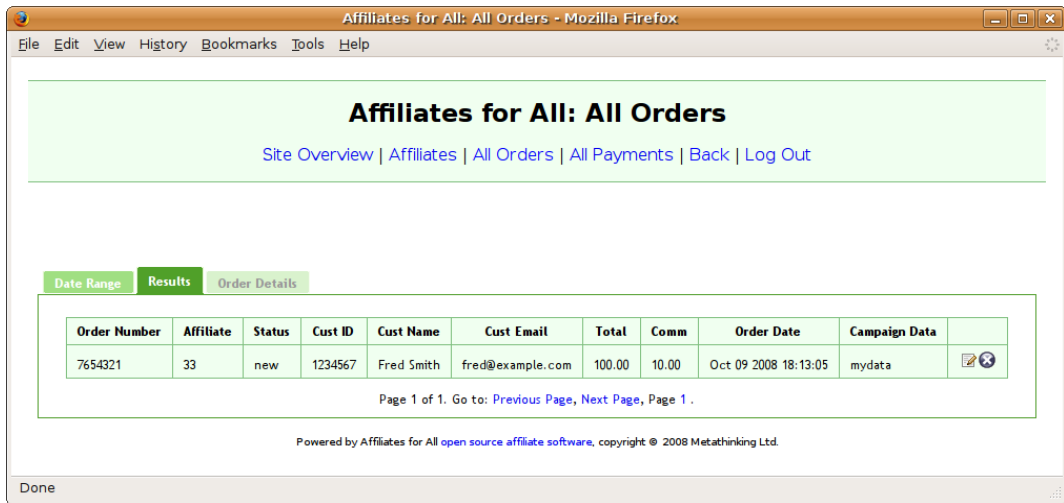 Affiliates for All: All Orders - Mozilla Firefox
File Edit View History Bookmarks Tools Help
Affiliates for All: All Orders
Site Overview | Affiliates | All Orders | All Payments | Back | Log Out
Date Range Results Order Details
Order Number Affiliate Status Cust ID Cust Name Cust Email Total Comm Order Date Campaign Data
7654321 33 new 1234567 Fred Smith fred@example.com 100.00 10.00 Oct 09 2008 18:13:05 mydata
Page 1 of 1. Go to: Previous Page, Next Page, Page 1 .
Powered by Affiliates for All open source affiliate software, copyright © 2008 Metathinking Ltd.
Done